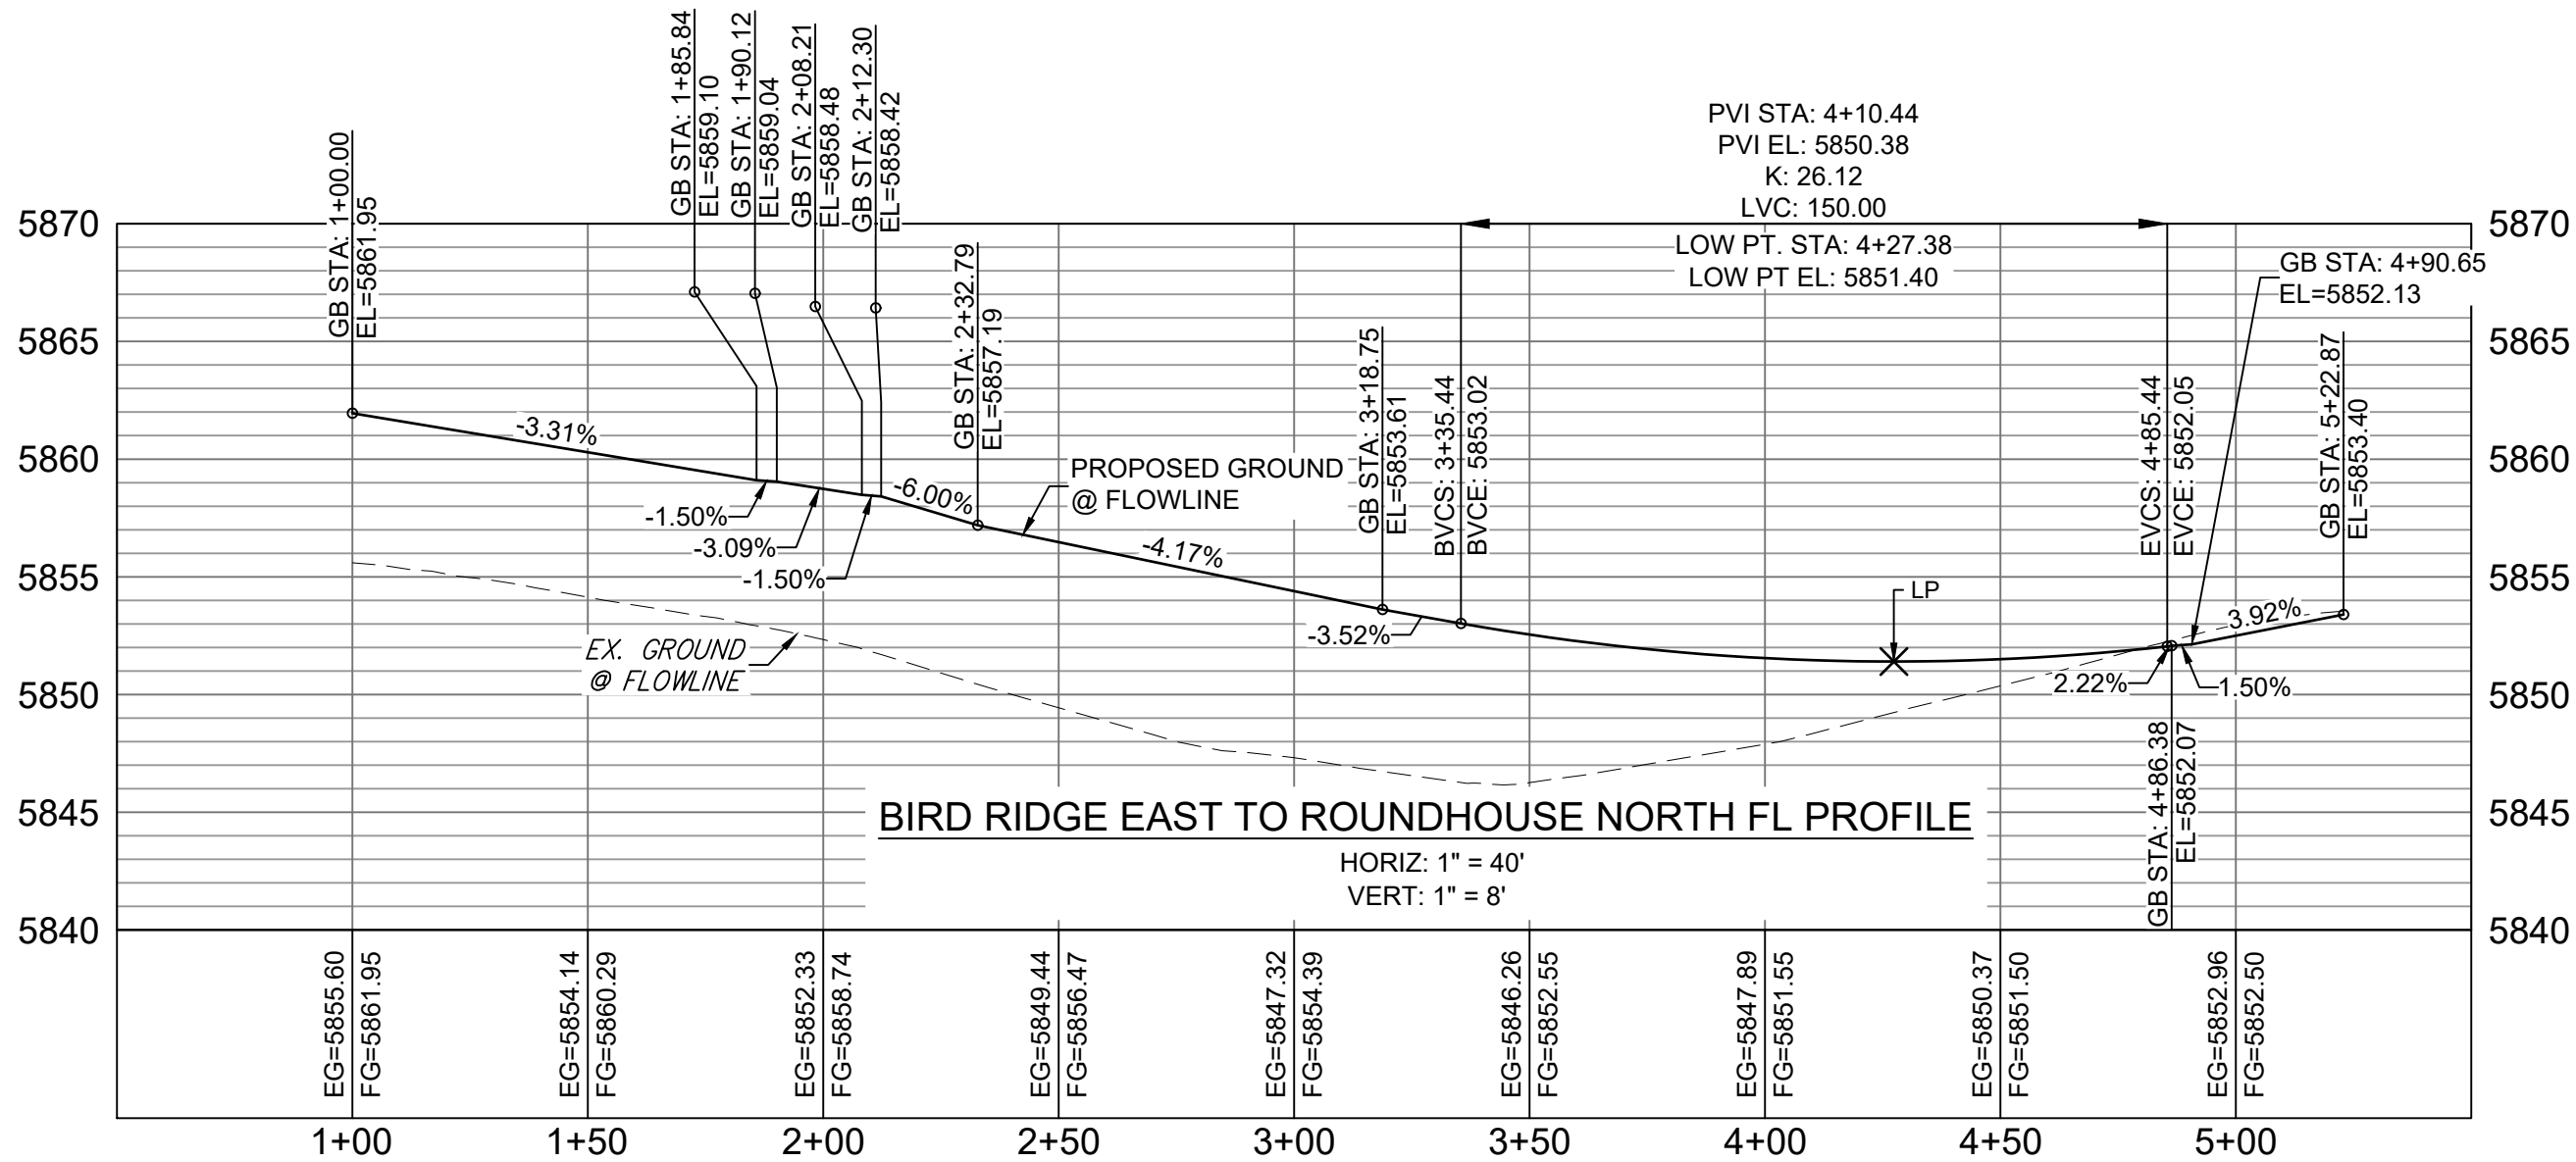 GB STA: 1+00.00
EL=5861.95
GB STA: 1+85.84
EL=5859.10
GB STA: 1+90.12
EL=5859.04
GB STA: 2+08.21
EL=5858.48
GB STA: 2+12.30
EL=5858.42
GB STA: 2+32.79
EL=5857.19
GB STA: 3+18.75
EL=5853.61
BVCS: 3+35.44
BVCE: 5853.02
PVI STA: 4+10.44
PVI EL: 5850.38
K: 26.12
LVC: 150.00
LOW PT. STA: 4+27.38
LOW PT EL: 5851.40
EVCS: 4+85.44
EVCE: 5852.05
GB STA: 4+90.65
EL=5852.13
GB STA: 5+22.87
EL=5853.40
GB STA: 4+86.38
EL=5852.07
5870
5865
5860
5855
5850
5845
5840
5870
5865
5860
5855
5850
5845
5840
-3.31%
-1.50%
-3.09%
-1.50%
-6.00%
-4.17%
-3.52%
2.22%
1.50%
3.92%
PROPOSED GROUND
@ FLOWLINE
EX. GROUND
@ FLOWLINE
LP
BIRD RIDGE EAST TO ROUNDHOUSE NORTH FL PROFILE
HORIZ: 1" = 40'
VERT: 1" = 8'
EG=5855.60
FG=5861.95
EG=5854.14
FG=5860.29
EG=5852.33
FG=5858.74
EG=5849.44
FG=5856.47
EG=5847.32
FG=5854.39
EG=5846.26
FG=5852.55
EG=5847.89
FG=5851.55
EG=5850.37
FG=5851.50
EG=5852.96
FG=5852.50
1+00
1+50
2+00
2+50
3+00
3+50
4+00
4+50
5+00